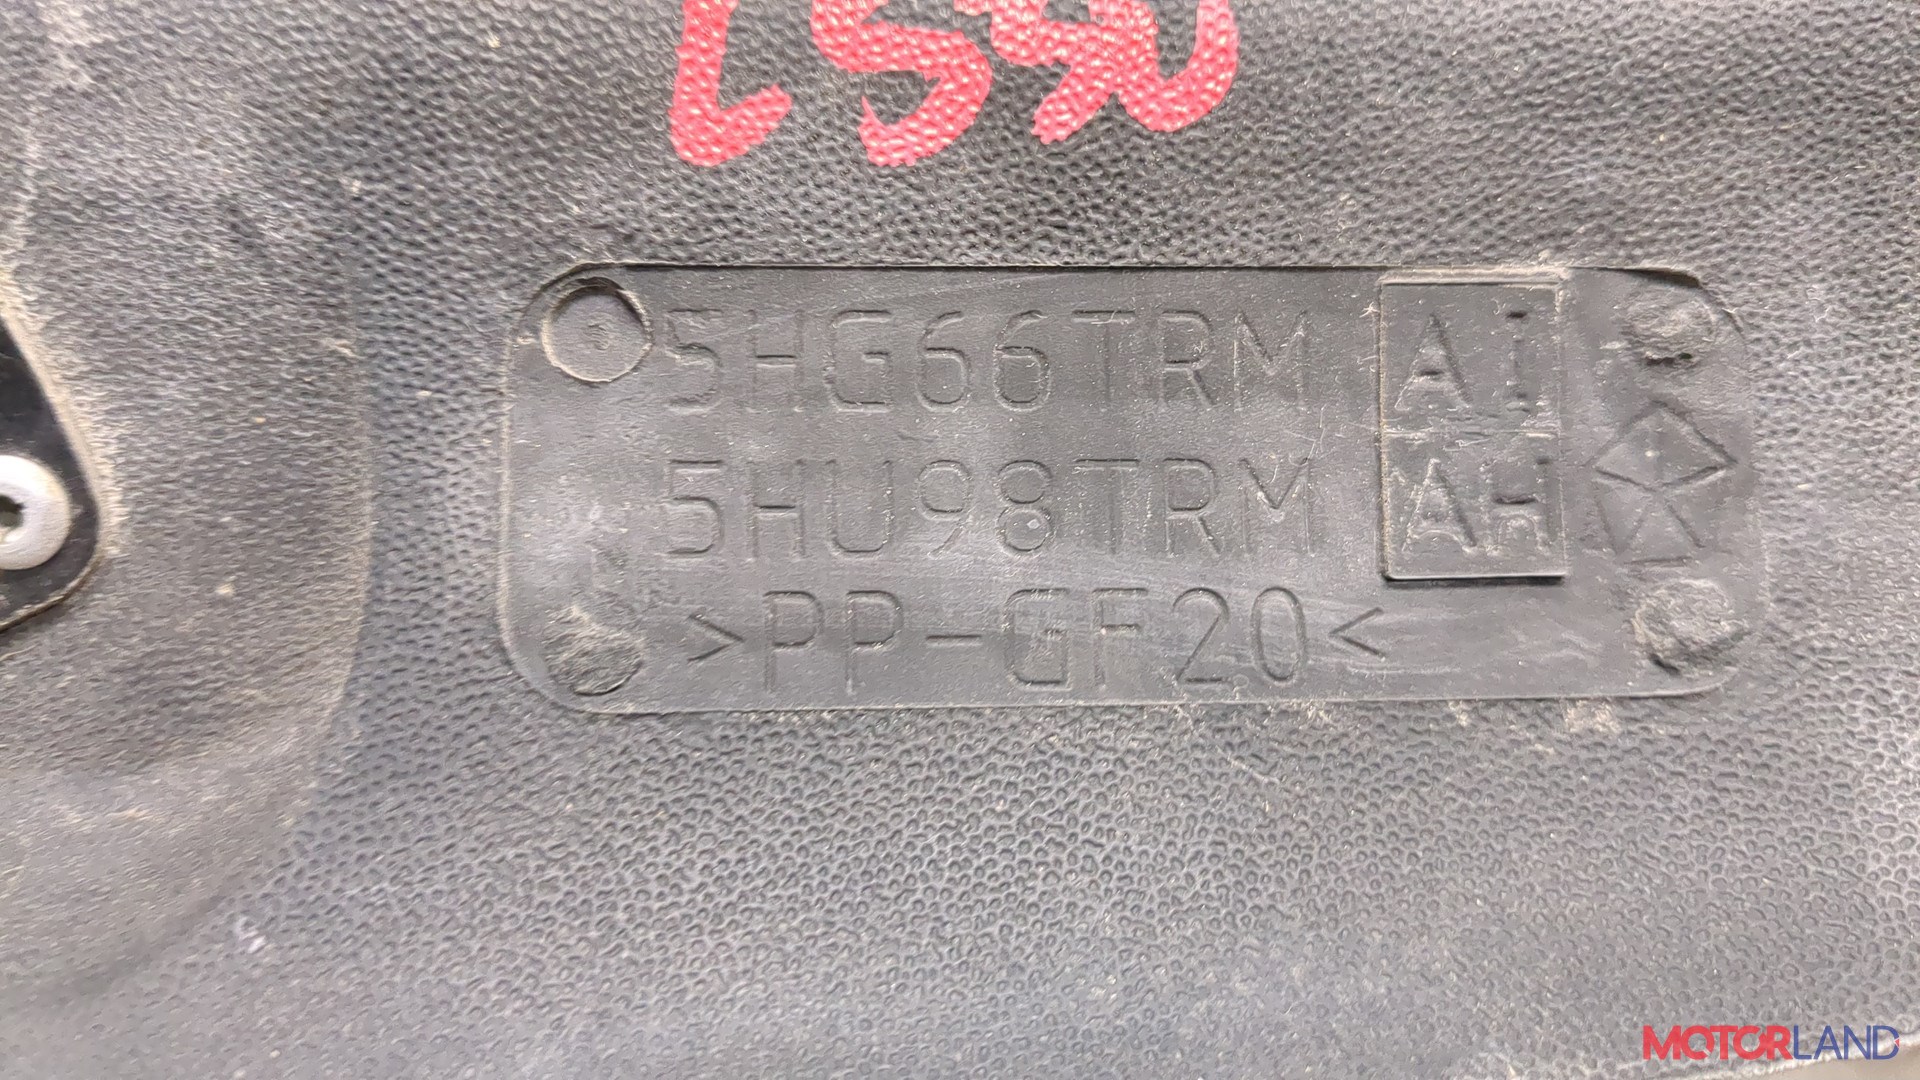 5HG66TRM AI
5HU98TRM AH
>PP-GF20<
MOTORLAND